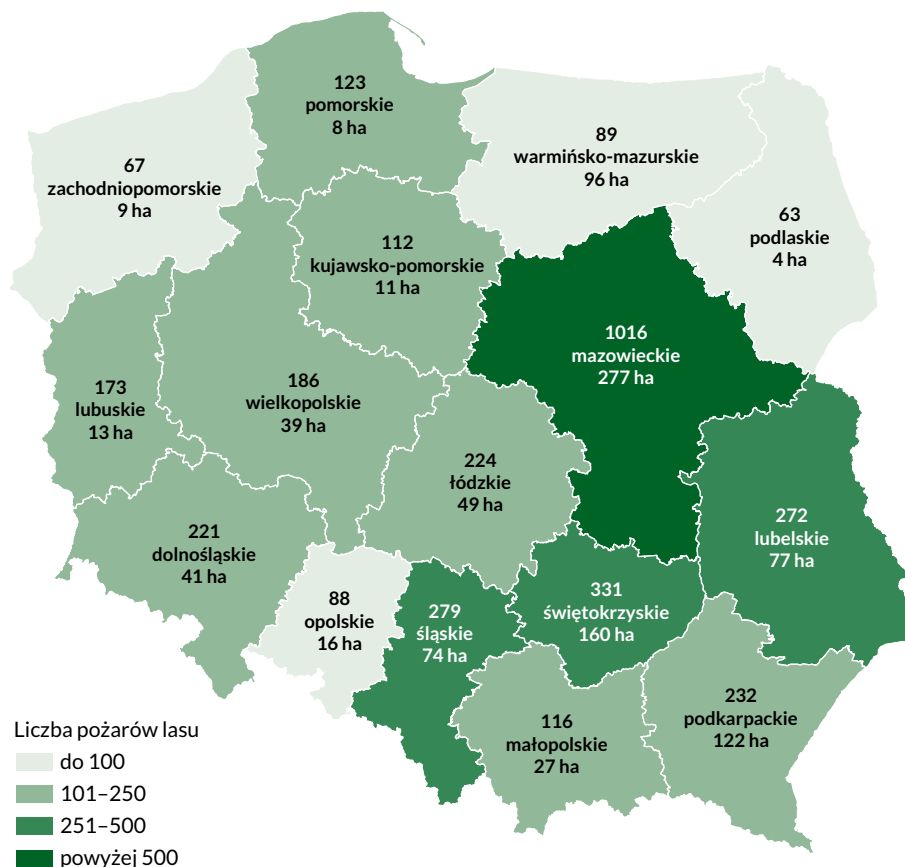 123
pomorskie
8 ha
89
warmińsko-mazurskie
96 ha
67
zachodniopomorskie
9 ha
63
podlaskie
4 ha
112
kujawsko-pomorskie
11 ha
1016
mazowieckie
277 ha
173
lubuskie
13 ha
186
wielkopolskie
39 ha
224
łódzkie
49 ha
272
lubelskie
77 ha
221
dolnośląskie
41 ha
88
opolskie
16 ha
279
śląskie
74 ha
331
świętokrzyskie
160 ha
116
małopolskie
27 ha
232
podkarpackie
122 ha
Liczba pożarów lasu
do 100
101–250
251–500
powyżej 500